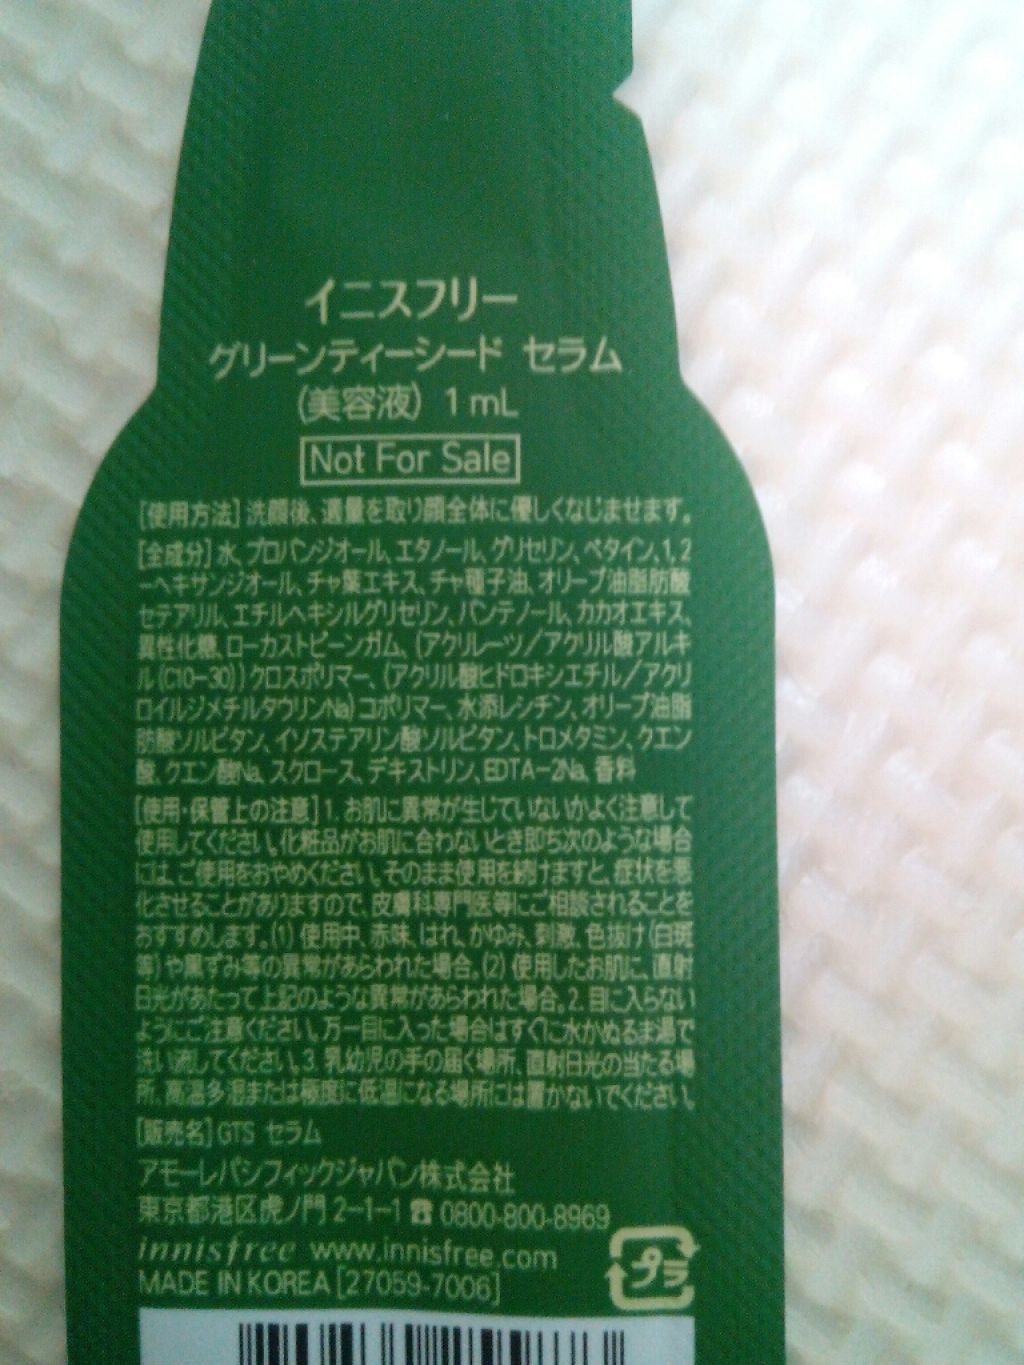 イニスフリー
グリーンティーシード セラム
(美容液) 1 mL
Not For Sale
[使用方法] 洗顔後、適量を取り顔全体に優しくなじませます。
[全成分] 水、プロパンジオール、エタノール、グリセリン、ベタイン、1, 2
-ヘキサンジオール、チャ葉エキス、チャ種子油、オリーブ油脂肪酸
セテアリル、エチルヘキシルグリセリン、パンテノール、カカオエキス、
異性化糖、ローカストビーンガム、(アクリレーツ/アクリル酸アルキ
ル(C10-30))クロスポリマー、(アクリル酸ヒドロキシエチル/アクリ
ロイルジメチルタウリンNa)コポリマー、水添レシチン、オリーブ油脂
肪酸ソルビタン、イソステアリン酸ソルビタン、トロメタミン、クエン
酸、クエン酸Na、スクロース、デキストリン、EDTA-2Na、香料
[使用・保管上の注意] 1. お肌に異常が生じていないかよく注意して
使用してください。化粧品がお肌に合わないとき即ち次のような場合
には、ご使用をおやめください。そのまま使用を続けますと、症状を悪
化させることがありますので、皮膚科専門医等にご相談されることを
おすすめします。(1) 使用中、赤味、はれ、かゆみ、刺激、色抜け(白斑
等)や黒ずみ等の異常があらわれた場合。(2) 使用したお肌に、直射
日光があたって上記のような異常があらわれた場合。2. 目に入らない
ようにご注意ください。万一目に入った場合はすぐに水かぬるま湯で
洗い流してください。3. 乳幼児の手の届く場所、直射日光の当たる場
所、高温多湿または極度に低温になる場所には置かないでください。
[販売名] GTS セラム
アモーレパシフィックジャパン株式会社
東京都港区虎ノ門 2-1-1 ☎ 0800-800-8969
innisfree www.innisfree.com
MADE IN KOREA [27059-7006]
プラ